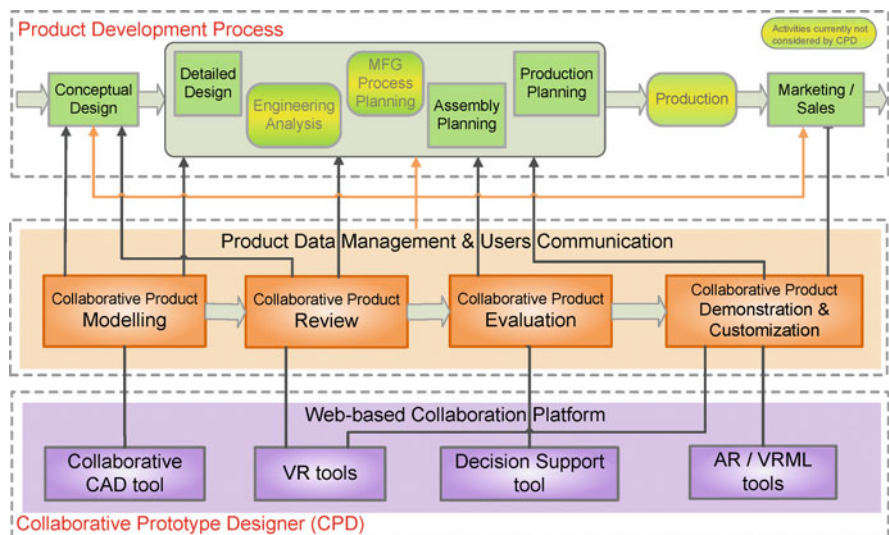 Product Development Process
Activities currently not
considered by CPD
Conceptual
Design
Detailed
Design
Engineering
Analysis
MFG
Process
Planning
Assembly
Planning
Production
Planning
Production
Marketing /
Sales
Product Data Management & Users Communication
Collaborative Product
Modelling
Collaborative Product
Review
Collaborative Product
Evaluation
Collaborative Product
Demonstration &
Customization
Web-based Collaboration Platform
Collaborative
CAD tool
VR tools
Decision Support
tool
AR / VRML
tools
Collaborative Prototype Designer (CPD)